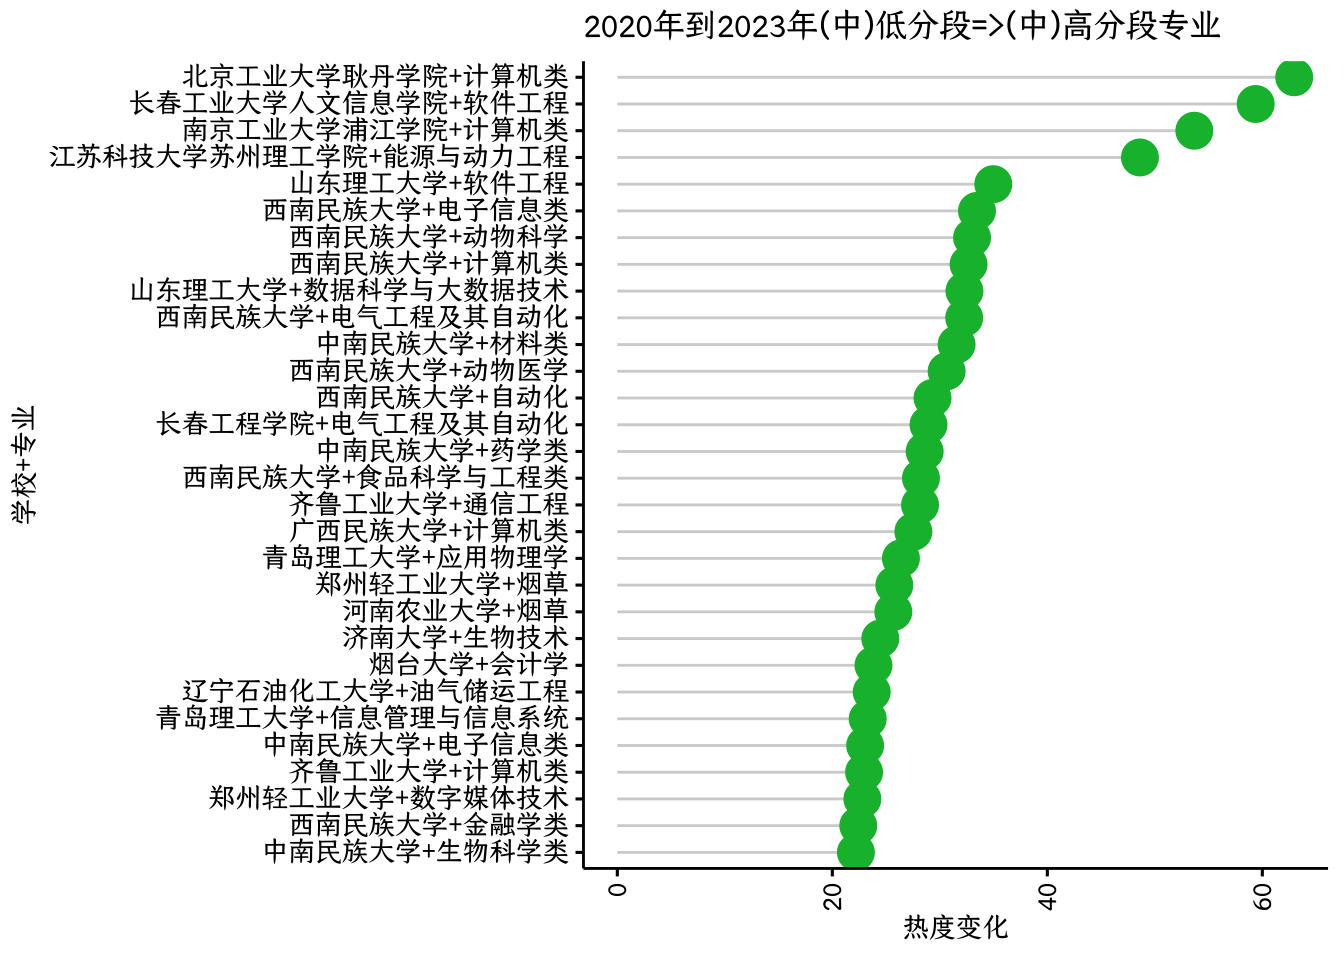 2020年到2023年(中)低分段=>(中)高分段专业
北京工业大学耿丹学院+计算机类
长春工业大学人文信息学院+软件工程
南京工业大学浦江学院+计算机类
江苏科技大学苏州理工学院+能源与动力工程
山东理工大学+软件工程
西南民族大学+电子信息类
西南民族大学+动物科学
西南民族大学+计算机类
山东理工大学+数据科学与大数据技术
西南民族大学+电气工程及其自动化
中南民族大学+材料类
西南民族大学+动物医学
西南民族大学+自动化
长春工程学院+电气工程及其自动化
中南民族大学+药学类
西南民族大学+食品科学与工程类
齐鲁工业大学+通信工程
广西民族大学+计算机类
青岛理工大学+应用物理学
郑州轻工业大学+烟草
河南农业大学+烟草
济南大学+生物技术
烟台大学+会计学
辽宁石油化工大学+油气储运工程
青岛理工大学+信息管理与信息系统
中南民族大学+电子信息类
齐鲁工业大学+计算机类
郑州轻工业大学+数字媒体技术
西南民族大学+金融学类
中南民族大学+生物科学类
学校+专业
0
20
40
60
热度变化